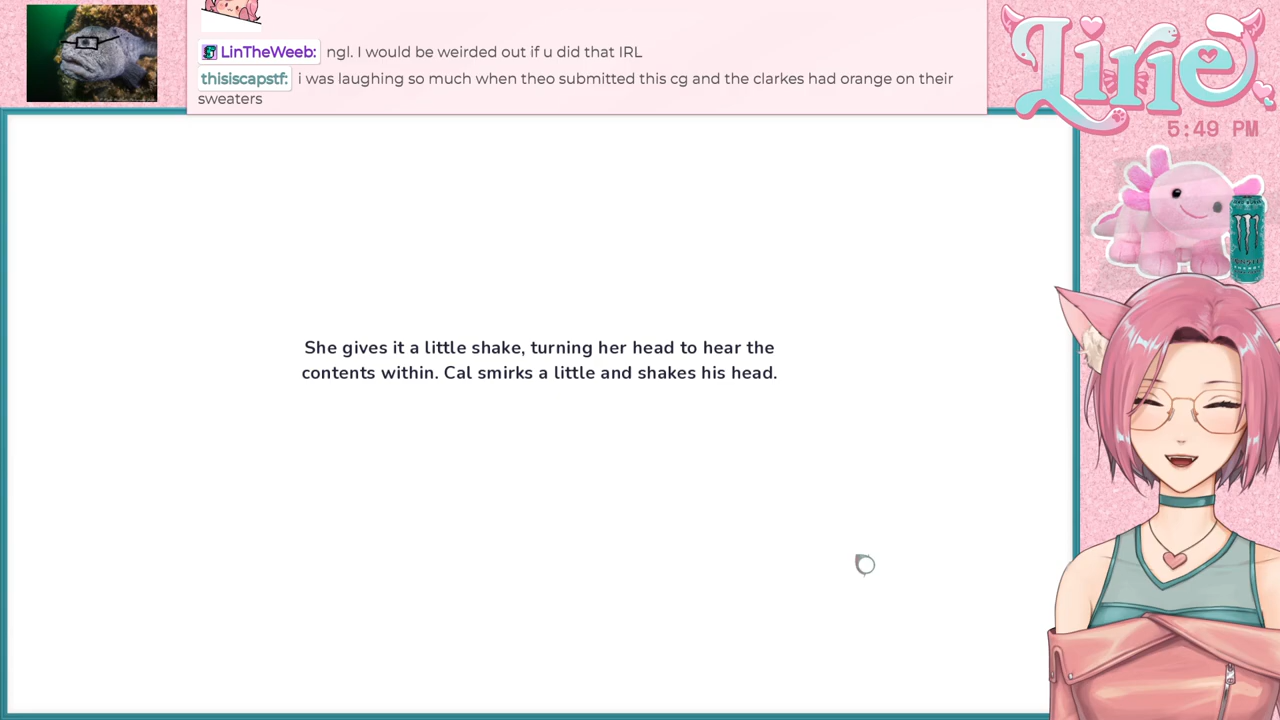 LinTheWeeb: ngl. I would be weirded out if u did that IRL
thisiscapstf: i was laughing so much when theo submitted this cg and the clarkes had orange on their
sweaters
Lirie
5:49 PM
She gives it a little shake, turning her head to hear the
contents within. Cal smirks a little and shakes his head.